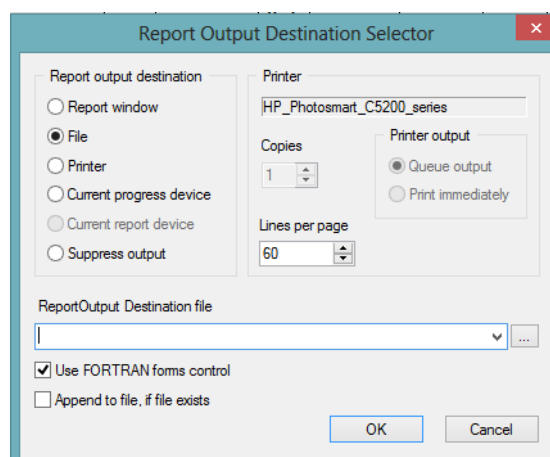 Report Output Destination Selector
Report output destination
Report window
File
Printer
Current progress device
Current report device
Suppress output
Printer
HP_Photosmart_C5200_series
Copies
1
Printer output
Queue output
Print immediately
Lines per page
60
ReportOutput Destination file
...
Use FORTRAN forms control
Append to file, if file exists
OK
Cancel